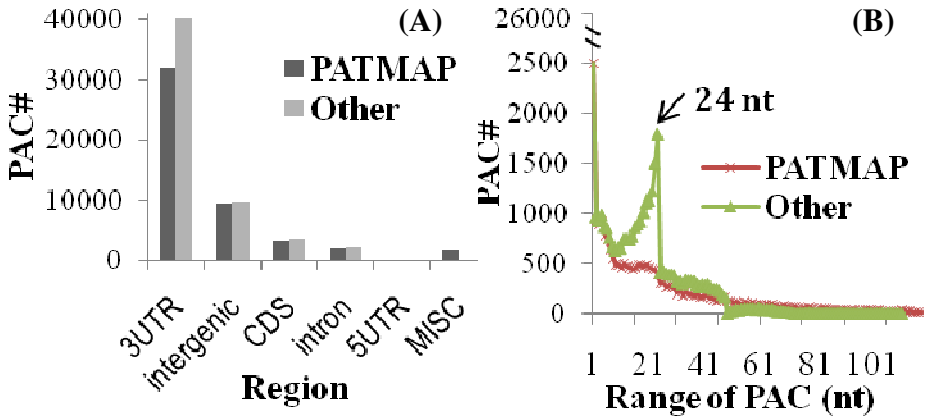 (A)
40000
30000
20000
10000
0
PAC#
PATMAP
Other
3UTR
intergenic
CDS
intron
5UTR
MISC
Region
(B)
26000
2500
2000
1500
1000
500
0
PAC#
24 nt
PATMAP
Other
1 21 41 61 81 101
Range of PAC (nt)